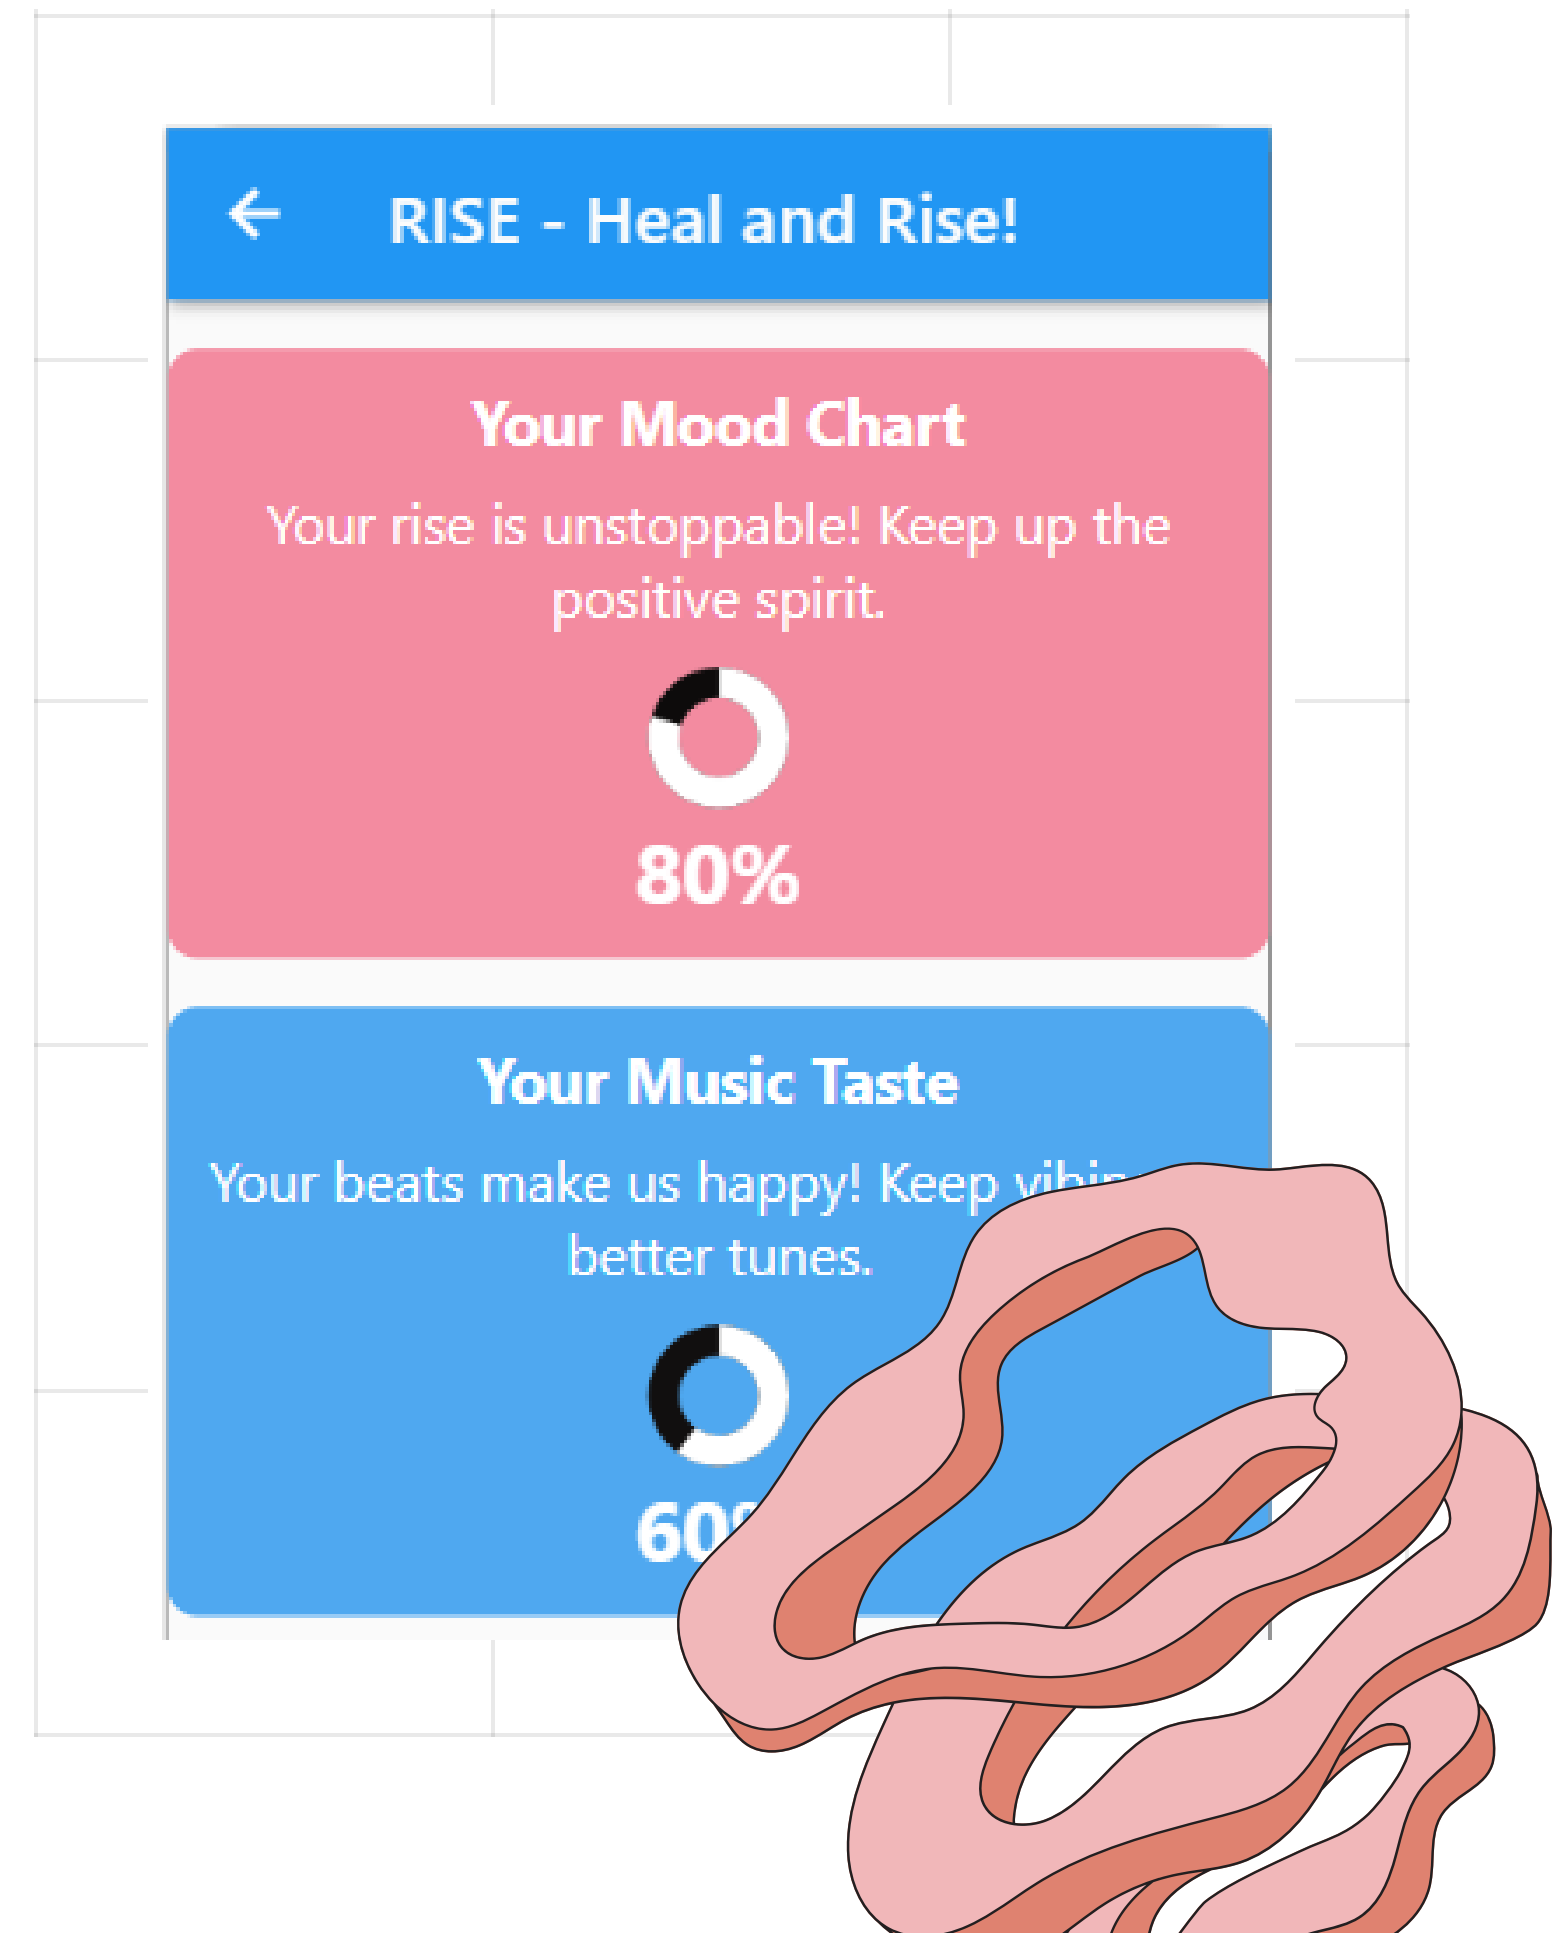 RISE - Heal and Rise!
Your Mood Chart
Your rise is unstoppable! Keep up the
positive spirit.
80%
Your Music Taste
Your beats make us happy! Keep
better tunes.
60%